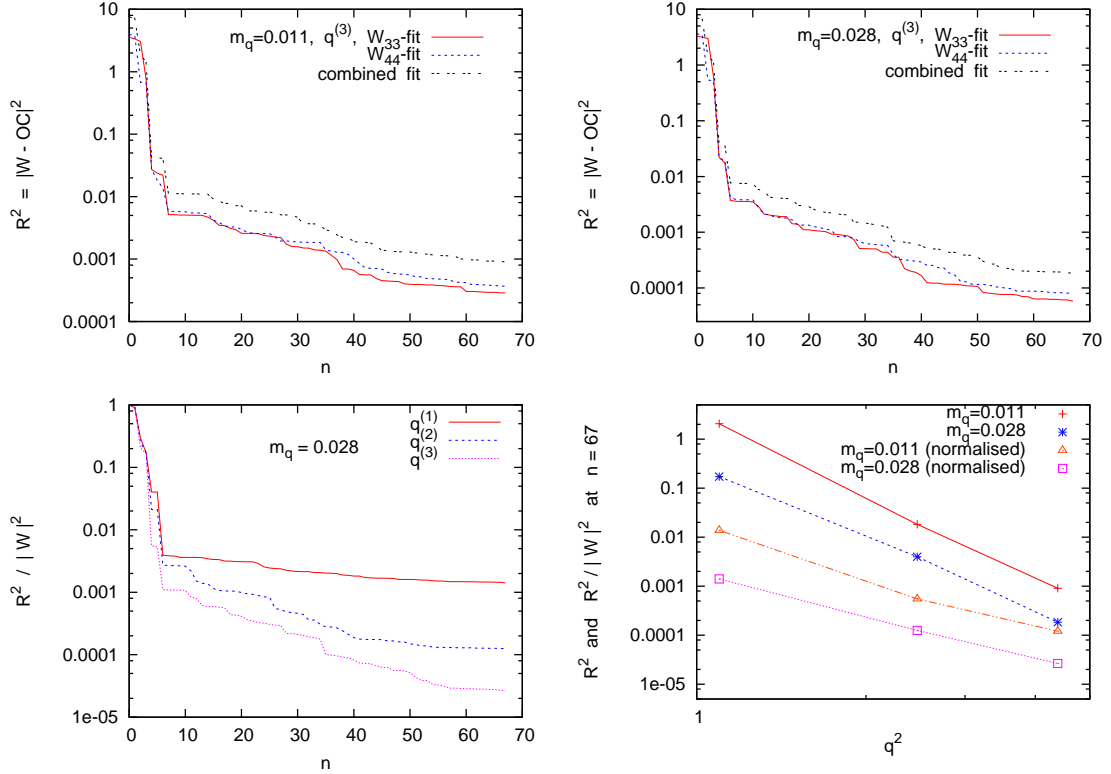 m_q=0.011, q^(3), W_33-fit
W_44-fit
combined fit
R^2 = |W - OC|^2
10
1
0.1
0.01
0.001
0.0001
0 10 20 30 40 50 60 70
n
m_q=0.028, q^(3), W_33-fit
W_44-fit
combined fit
R^2 = |W - OC|^2
10
1
0.1
0.01
0.001
0.0001
0 10 20 30 40 50 60 70
n
q^(1)
q^(2)
q^(3)
m_q = 0.028
R^2 / | W |^2
1
0.1
0.01
0.001
0.0001
1e-05
0 10 20 30 40 50 60 70
n
m_q=0.011
m_q=0.028
m_q=0.011 (normalised)
m_q=0.028 (normalised)
R^2 and R^2 / | W |^2 at n = 67
1
0.1
0.01
0.001
0.0001
1e-05
1
q^2